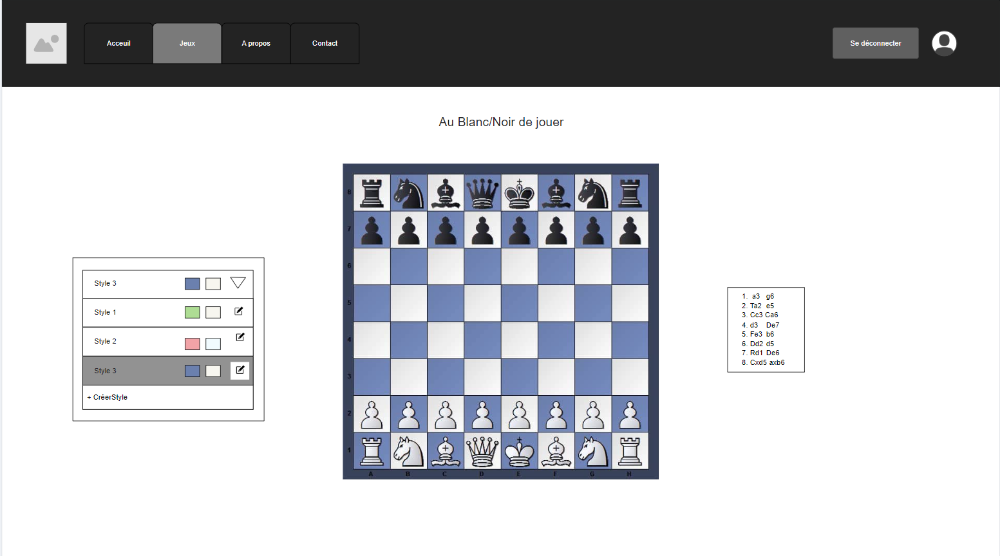 Acceuil Jeux A propos Contact Se déconnecter
Au Blanc/Noir de jouer
8
7
6
5
4
3
2
1
A B C D E F G H
Style 3
Style 1
Style 2
Style 3
+ CréerStyle
1. a3 g6
2. Ta2 e5
3. Cc3 Ca6
4. d3 De7
5. Fe3 b6
6. Dd2 d5
7. Rd1 De6
8. Cxd5 axb6